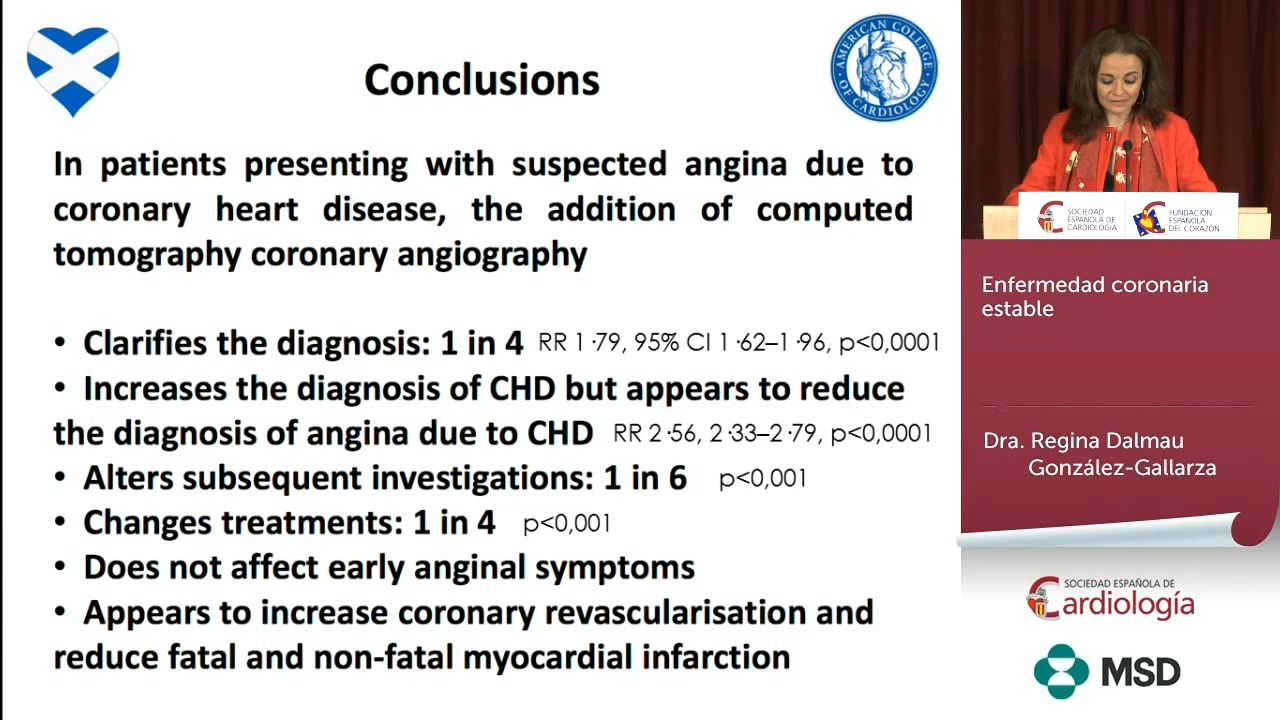 Conclusions
AMERICAN COLLEGE OF CARDIOLOGY
In patients presenting with suspected angina due to
coronary heart disease, the addition of computed
tomography coronary angiography
• Clarifies the diagnosis: 1 in 4 RR 1·79, 95% CI 1·62–1·96, p<0,0001
• Increases the diagnosis of CHD but appears to reduce
the diagnosis of angina due to CHD RR 2·56, 2·33–2·79, p<0,0001
• Alters subsequent investigations: 1 in 6 p<0,001
• Changes treatments: 1 in 4 p<0,001
• Does not affect early anginal symptoms
• Appears to increase coronary revascularisation and
reduce fatal and non-fatal myocardial infarction
SOCIEDAD
ESPAÑOLA DE
CARDIOLOGÍA
FUNDACIÓN
ESPAÑOLA
DEL CORAZÓN
Enfermedad coronaria
estable
Dra. Regina Dalmau
González-Gallarza
SOCIEDAD ESPAÑOLA DE
Cardiología
MSD